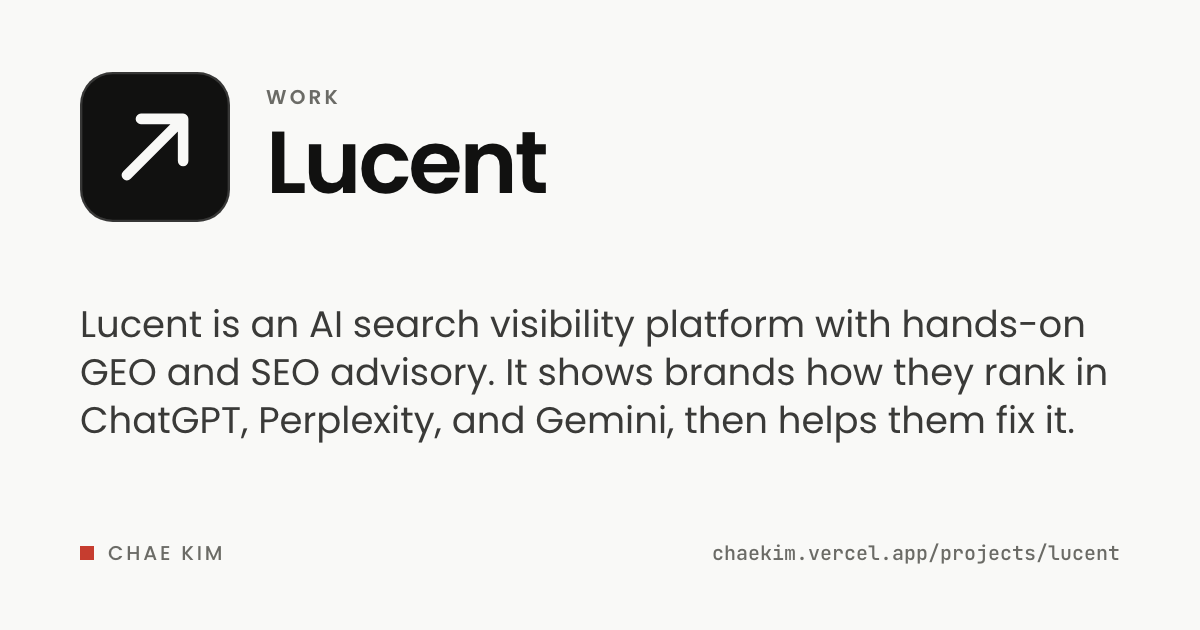 WORK
Lucent
Lucent is an AI search visibility platform with hands-on
GEO and SEO advisory. It shows brands how they rank in
ChatGPT, Perplexity, and Gemini, then helps them fix it.
CHAE KIM
chaekim.vercel.app/projects/lucent